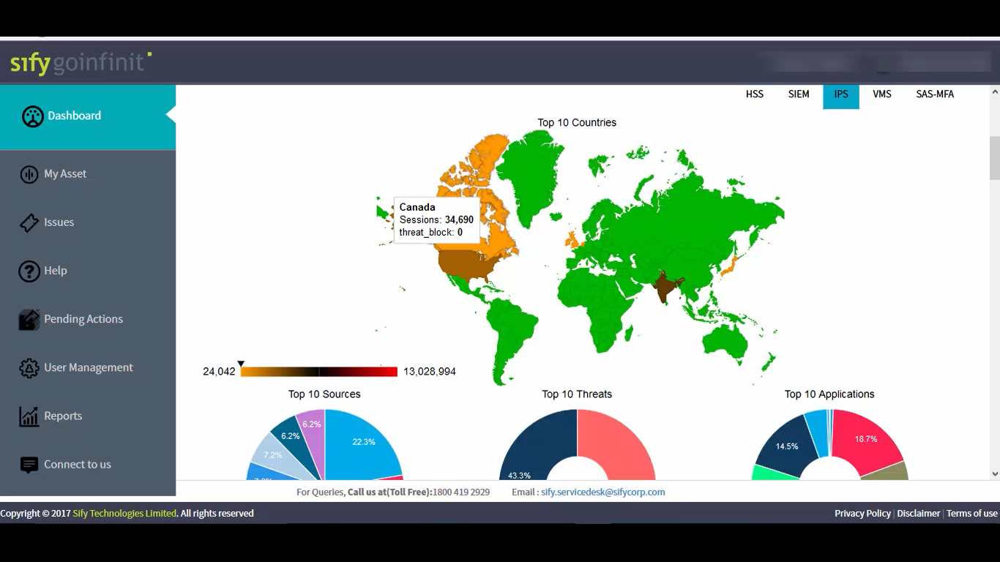 sify goinfinit
HSS SIEM IPS VMS SAS-MFA
Dashboard
My Asset
Issues
Help
Pending Actions
User Management
Reports
Connect to us
Top 10 Countries
Canada
Sessions: 34,690
threat_block: 0
24,042 13,028,994
Top 10 Sources
6.2%
22.3%
6.2%
7.2%
Top 10 Threats
43.3%
Top 10 Applications
14.5%
18.7%
For Queries, Call us at(Toll Free):1800 419 2929 Email : sify.servicedesk@sifycorp.com
Copyright © 2017 Sify Technologies Limited. All rights reserved
Privacy Policy | Disclaimer | Terms of use